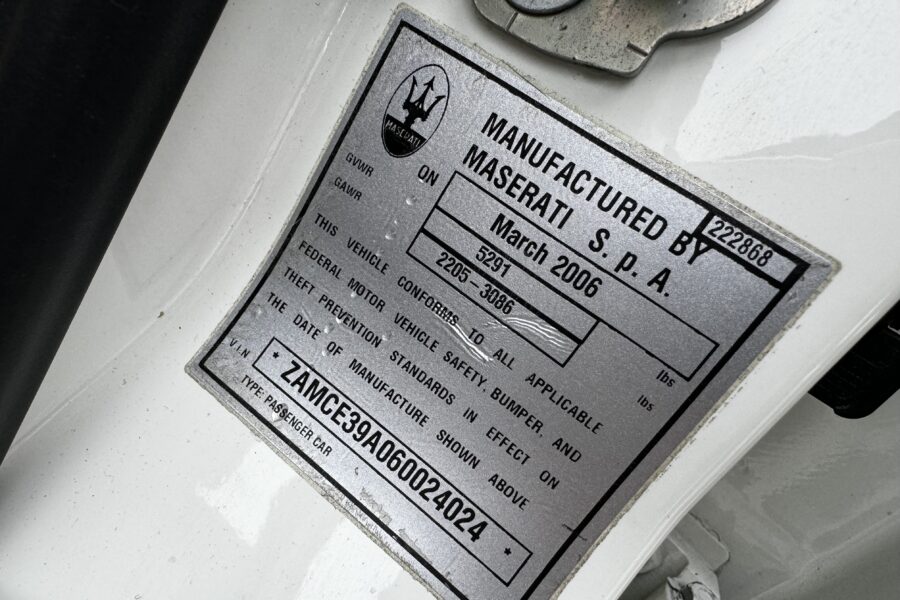 MASERATI
MANUFACTURED BY
MASERATI S. p. A.
222868
ON March 2006
GVWR 5291 lbs
GAWR 2205 – 3086 lbs
THIS VEHICLE CONFORMS TO ALL APPLICABLE
FEDERAL MOTOR VEHICLE SAFETY, BUMPER, AND
THEFT PREVENTION STANDARDS IN EFFECT ON
THE DATE OF MANUFACTURE SHOWN ABOVE
V.I.N * ZAMCE39A060024024 *
TYPE: PASSENGER CAR